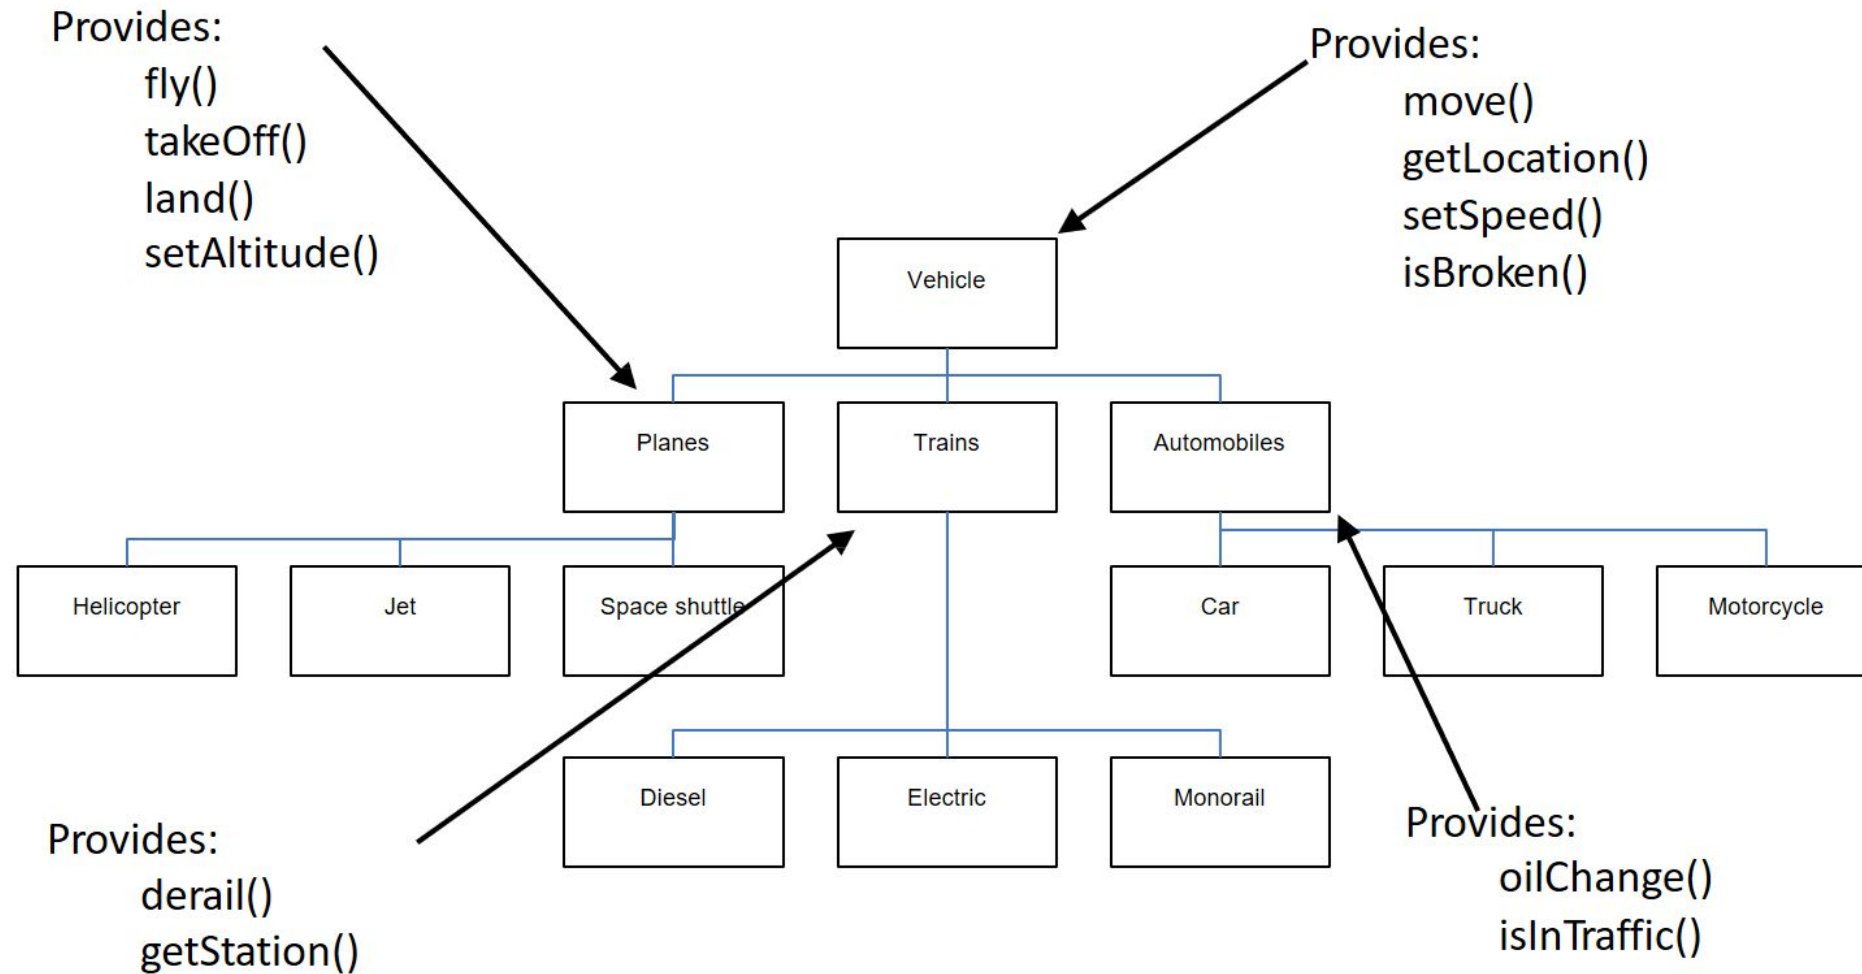 Provides:
fly()
takeOff()
land()
setAltitude()
Provides:
move()
getLocation()
setSpeed()
isBroken()
Vehicle
Planes
Trains
Automobiles
Helicopter
Jet
Space shuttle
Car
Truck
Motorcycle
Diesel
Electric
Monorail
Provides:
derail()
getStation()
Provides:
oilChange()
isInTraffic()